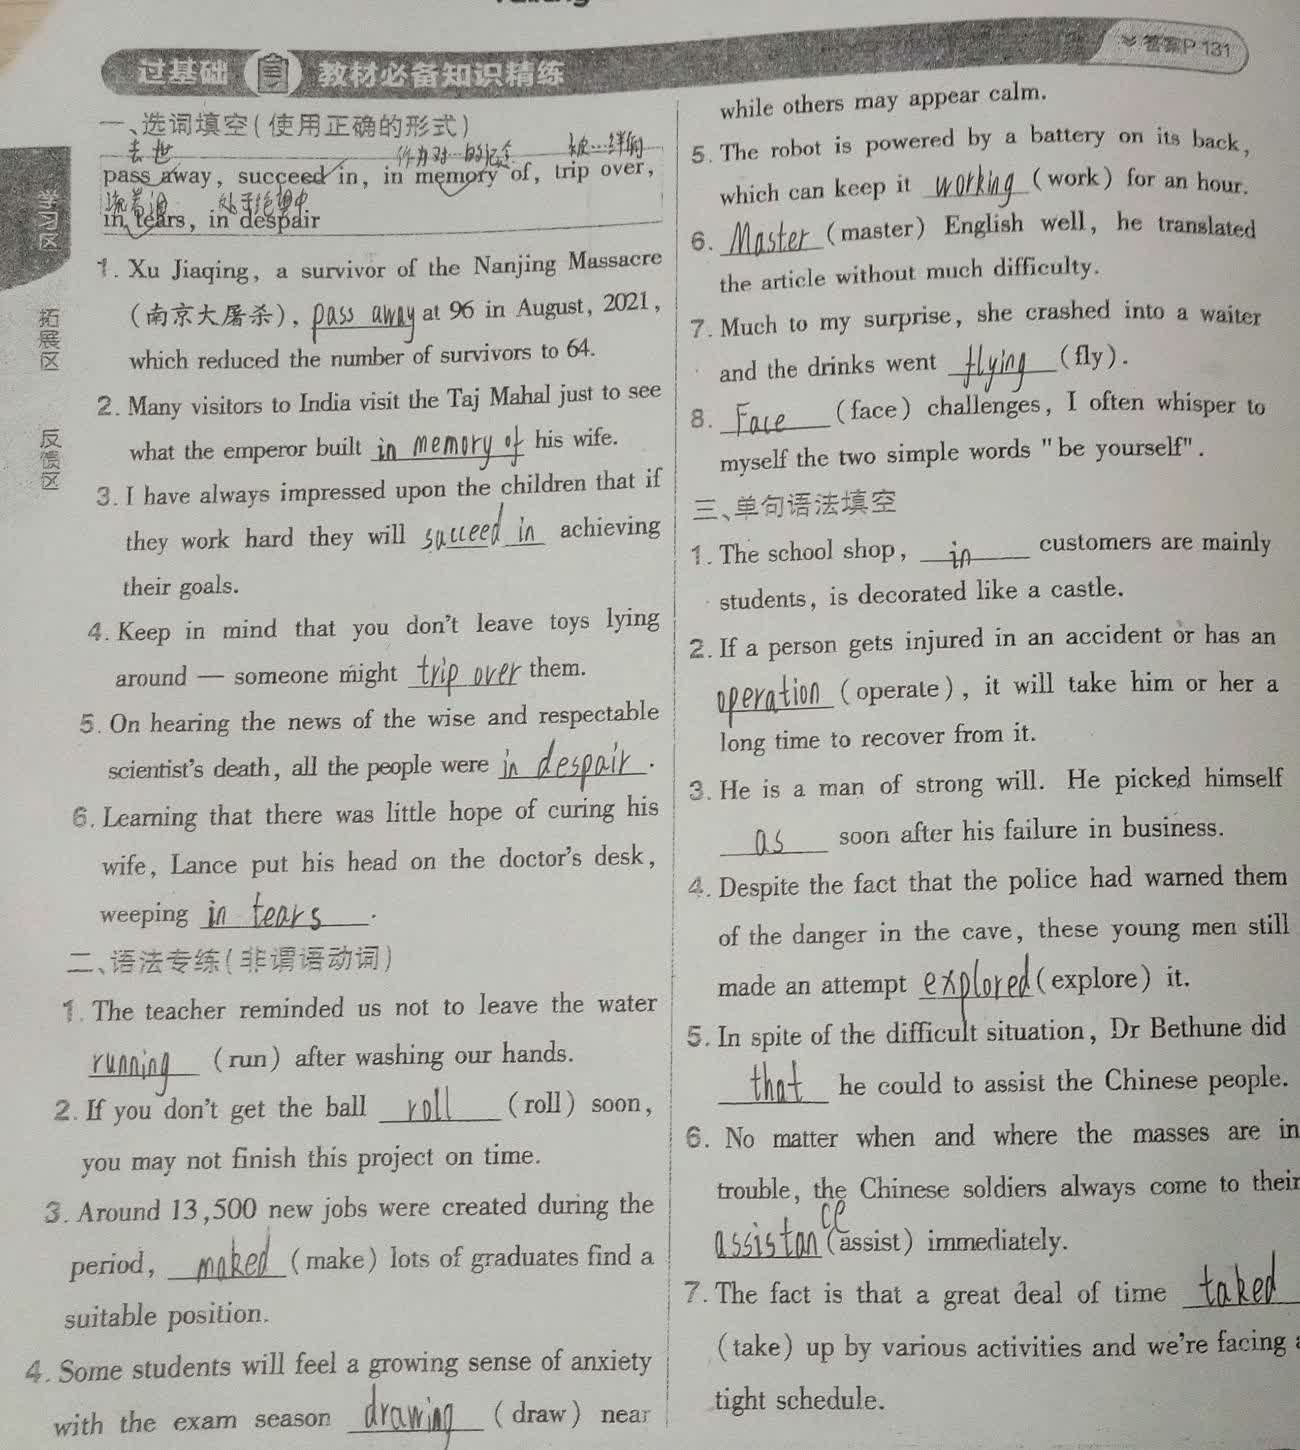 过基础 教材必备知识精练
答案P 131
学习区
拓展区
反馈区
一、选词填空(使用正确的形式)
去世 作为对…的纪念 被…绊倒
pass away, succeed in, in memory of, trip over,
流着泪 处于绝望中
in tears, in despair
1. Xu Jiaqing, a survivor of the Nanjing Massacre
(南京大屠杀), pass away at 96 in August, 2021,
which reduced the number of survivors to 64.
2. Many visitors to India visit the Taj Mahal just to see
what the emperor built in memory of his wife.
3. I have always impressed upon the children that if
they work hard they will succeed in achieving
their goals.
4. Keep in mind that you don't leave toys lying
around — someone might trip over them.
5. On hearing the news of the wise and respectable
scientist's death, all the people were in despair.
6. Learning that there was little hope of curing his
wife, Lance put his head on the doctor's desk,
weeping in tears.
二、语法专练(非谓语动词)
1. The teacher reminded us not to leave the water
running (run) after washing our hands.
2. If you don't get the ball roll (roll) soon,
you may not finish this project on time.
3. Around 13,500 new jobs were created during the
period, maked (make) lots of graduates find a
suitable position.
4. Some students will feel a growing sense of anxiety
with the exam season drawing (draw) near
while others may appear calm.
5. The robot is powered by a battery on its back,
which can keep it working (work) for an hour.
6. Master (master) English well, he translated
the article without much difficulty.
7. Much to my surprise, she crashed into a waiter
and the drinks went flying (fly).
8. Face (face) challenges, I often whisper to
myself the two simple words "be yourself".
三、单句语法填空
1. The school shop, in customers are mainly
students, is decorated like a castle.
2. If a person gets injured in an accident or has an
operation (operate), it will take him or her a
long time to recover from it.
3. He is a man of strong will. He picked himself
as soon after his failure in business.
4. Despite the fact that the police had warned them
of the danger in the cave, these young men still
made an attempt explored (explore) it.
5. In spite of the difficult situation, Dr Bethune did
that he could to assist the Chinese people.
6. No matter when and where the masses are in
trouble, the Chinese soldiers always come to their
assistance (assist) immediately.
7. The fact is that a great deal of time taked
(take) up by various activities and we're facing a
tight schedule.